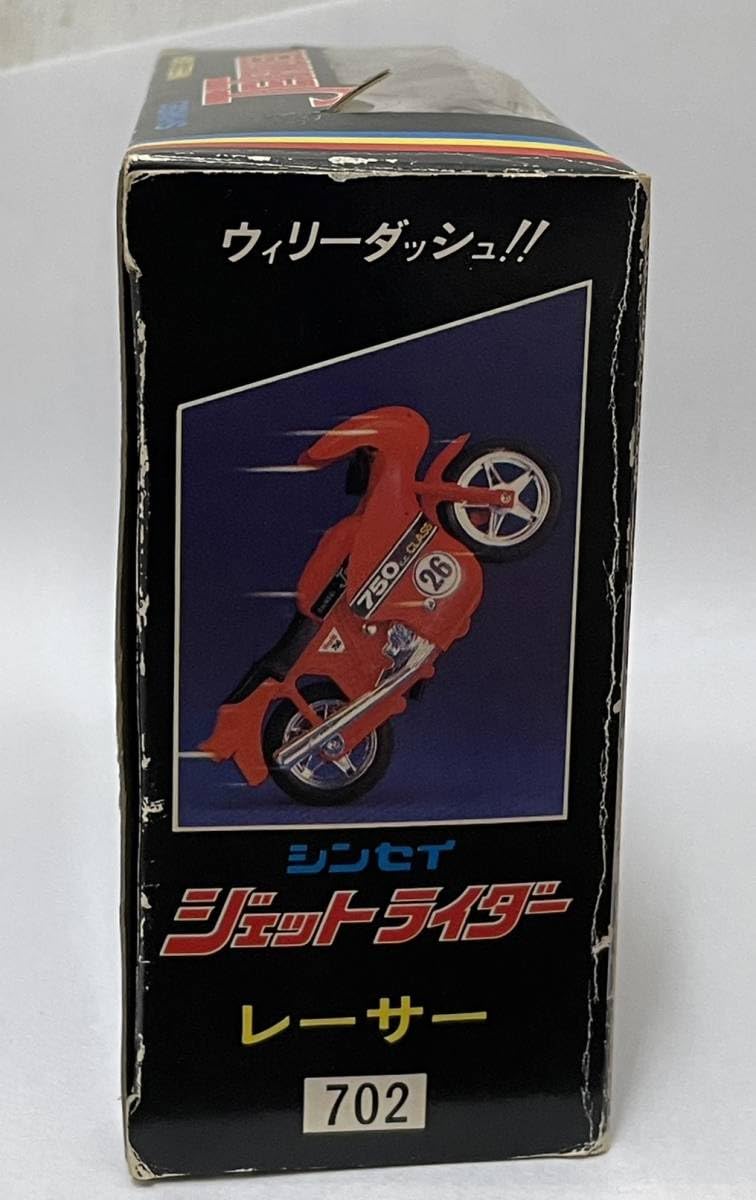 ウィリーダッシュ!!
750 c.c. CLASS
26
シンセイ
ジェットライダー
レーサー
702